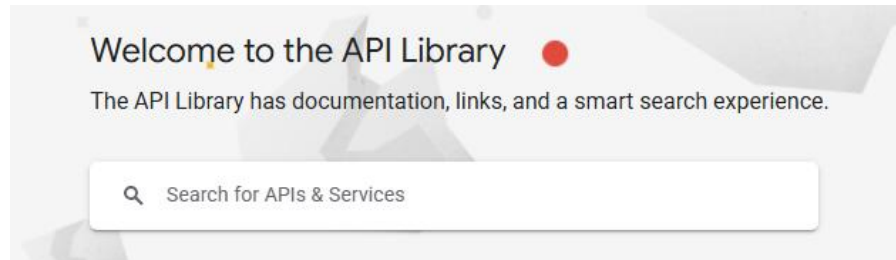 Welcome to the API Library
The API Library has documentation, links, and a smart search experience.
Search for APIs & Services